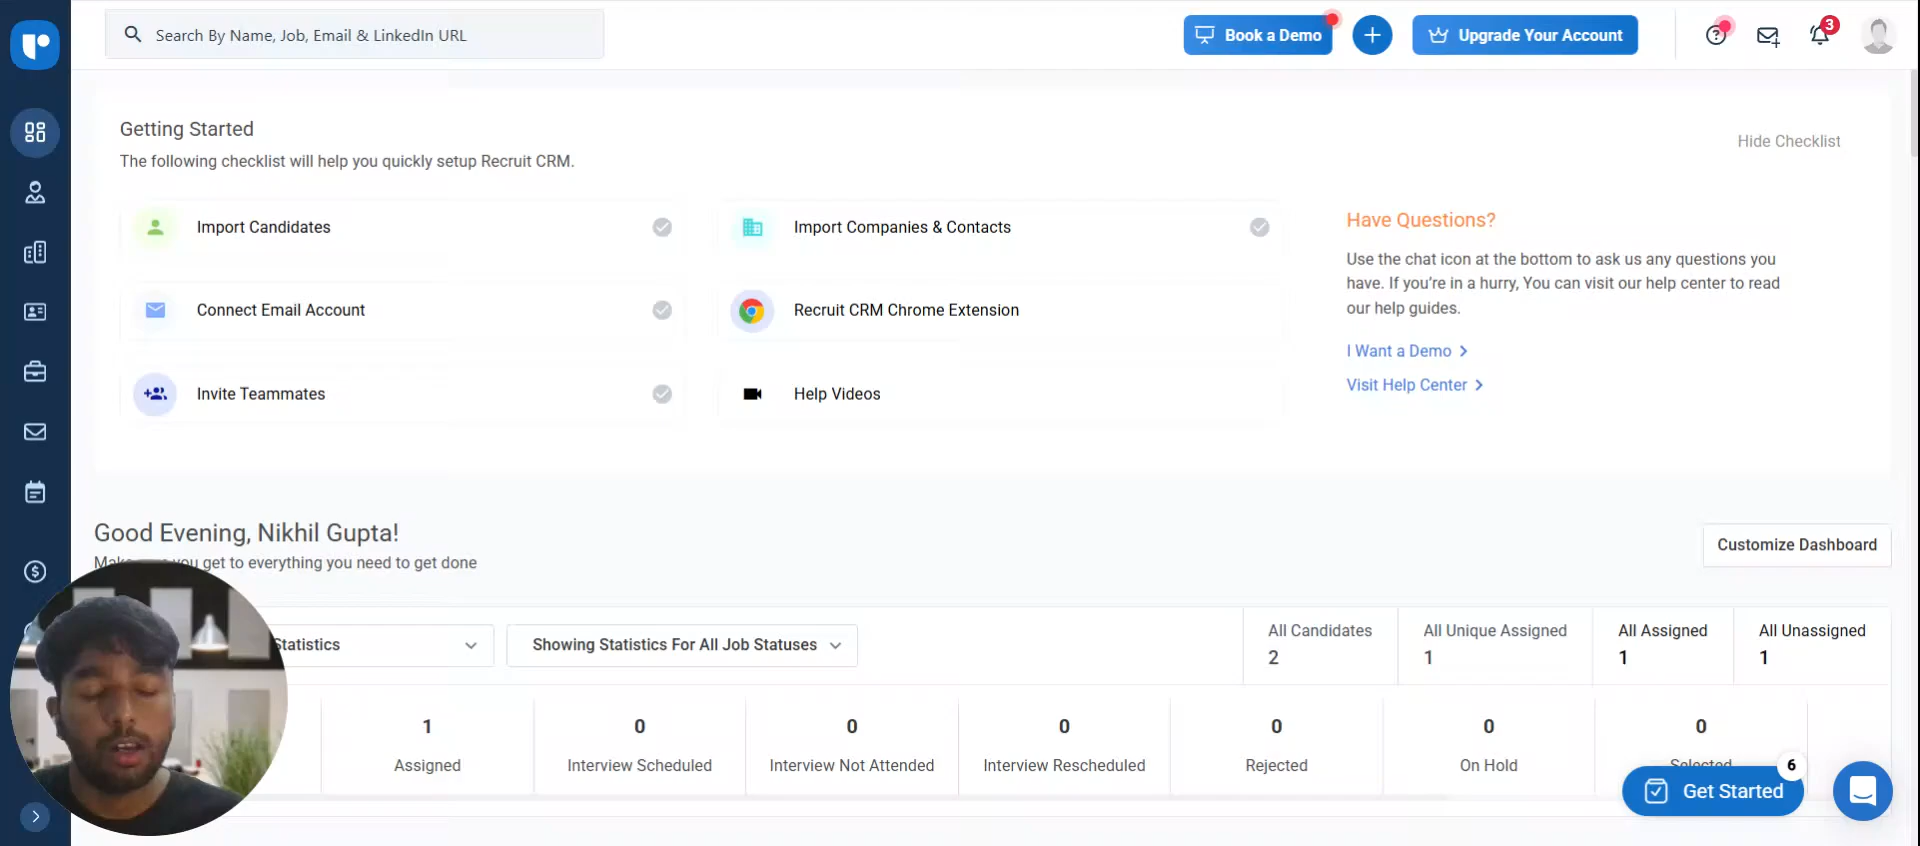 Search By Name, Job, Email & LinkedIn URL
Book a Demo
Upgrade Your Account
3
Getting Started
The following checklist will help you quickly setup Recruit CRM.
Hide Checklist
Import Candidates
Import Companies & Contacts
Connect Email Account
Recruit CRM Chrome Extension
Invite Teammates
Help Videos
Have Questions?
Use the chat icon at the bottom to ask us any questions you
have. If you're in a hurry, You can visit our help center to read
our help guides.
I Want a Demo
Visit Help Center
Good Evening, Nikhil Gupta!
you get to everything you need to get done
Customize Dashboard
Statistics
Showing Statistics For All Job Statuses
All Candidates
2
All Unique Assigned
1
All Assigned
1
All Unassigned
1
1
Assigned
0
Interview Scheduled
0
Interview Not Attended
0
Interview Rescheduled
0
Rejected
0
On Hold
0
Selected
6
Get Started